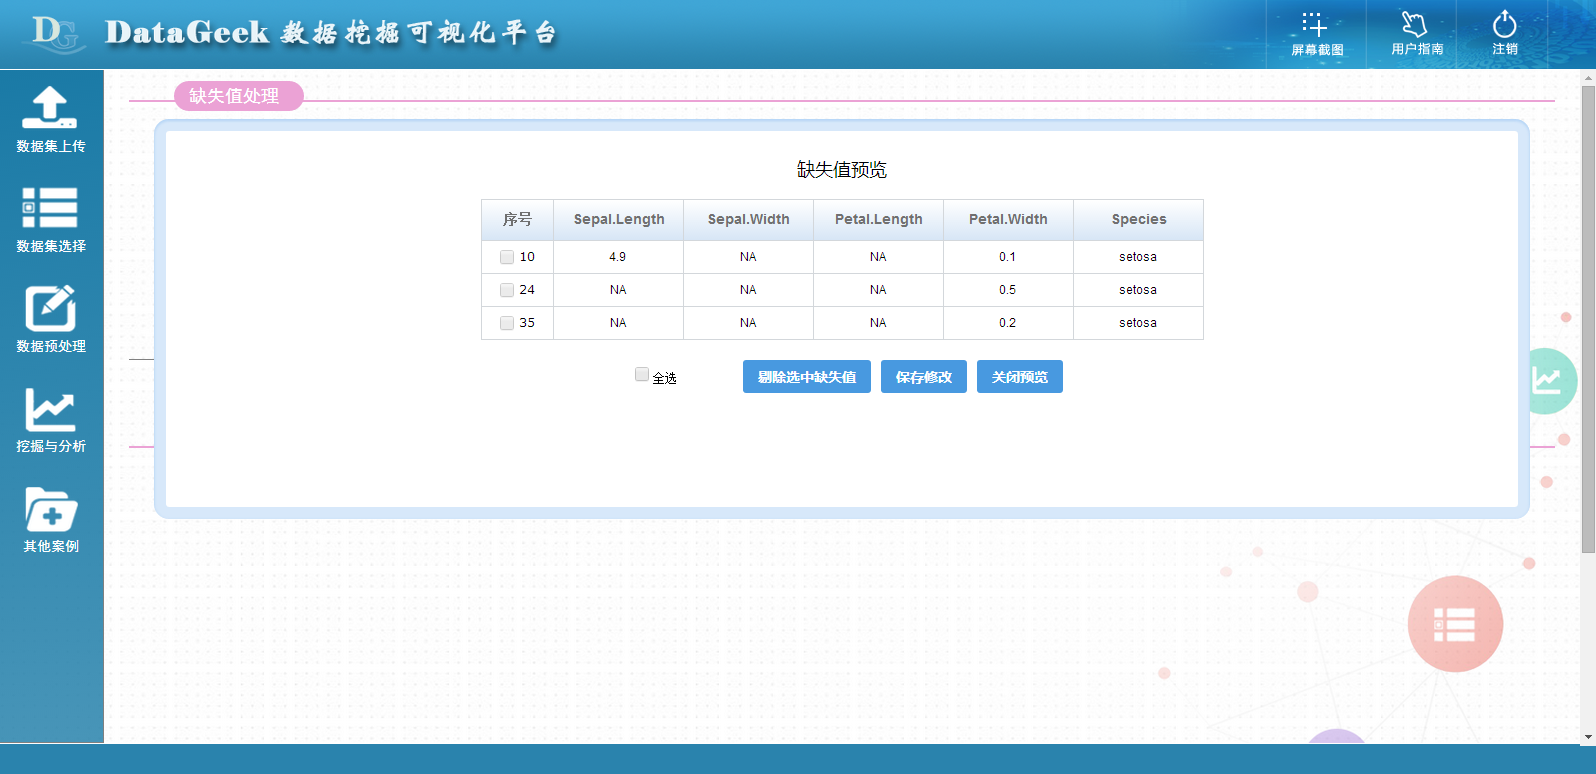 DG DataGeek 数据挖掘可视化平台
屏幕截图 用户指南 注销
数据集上传
数据集选择
数据预处理
挖掘与分析
其他案例
缺失值处理
缺失值预览
序号 Sepal.Length Sepal.Width Petal.Length Petal.Width Species
10 4.9 NA NA 0.1 setosa
24 NA NA NA 0.5 setosa
35 NA NA NA 0.2 setosa
全选 剔除选中缺失值 保存修改 关闭预览